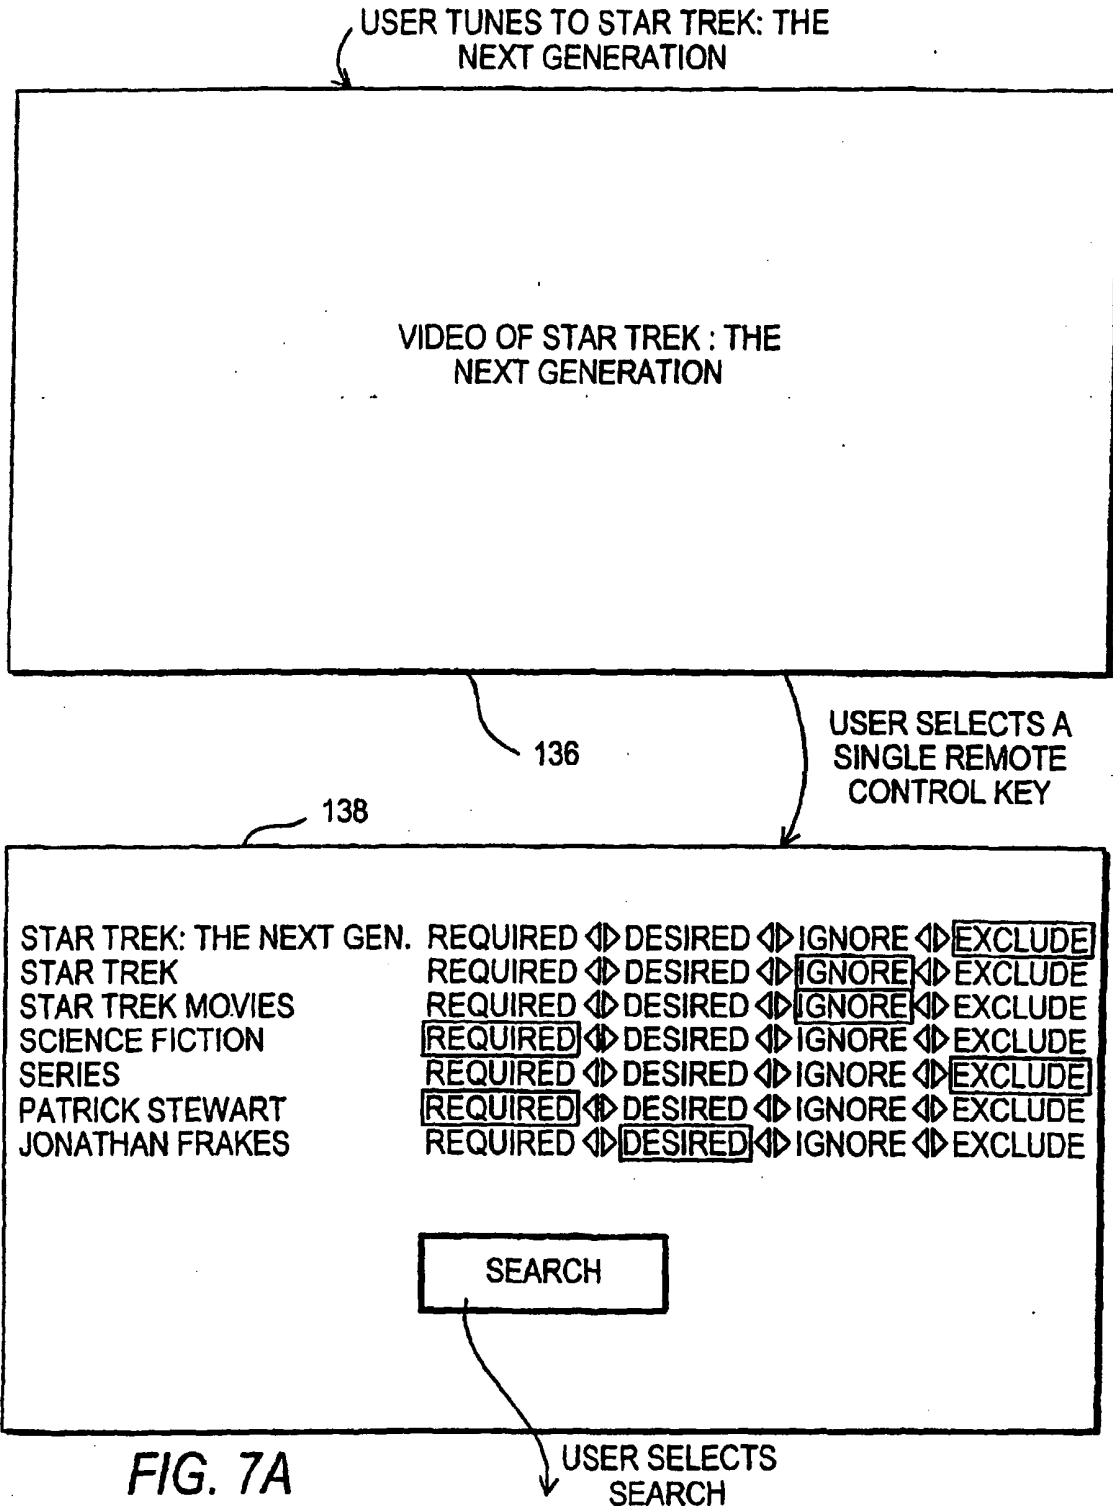 USER TUNES TO STAR TREK: THE
NEXT GENERATION
VIDEO OF STAR TREK : THE
NEXT GENERATION
136
USER SELECTS A
SINGLE REMOTE
CONTROL KEY
138
STAR TREK: THE NEXT GEN. REQUIRED ◁▷ DESIRED ◁▷ IGNORE ◁▷ EXCLUDE
STAR TREK REQUIRED ◁▷ DESIRED ◁▷ IGNORE ◁▷ EXCLUDE
STAR TREK MOVIES REQUIRED ◁▷ DESIRED ◁▷ IGNORE ◁▷ EXCLUDE
SCIENCE FICTION REQUIRED ◁▷ DESIRED ◁▷ IGNORE ◁▷ EXCLUDE
SERIES REQUIRED ◁▷ DESIRED ◁▷ IGNORE ◁▷ EXCLUDE
PATRICK STEWART REQUIRED ◁▷ DESIRED ◁▷ IGNORE ◁▷ EXCLUDE
JONATHAN FRAKES REQUIRED ◁▷ DESIRED ◁▷ IGNORE ◁▷ EXCLUDE
SEARCH
USER SELECTS
SEARCH
FIG. 7A